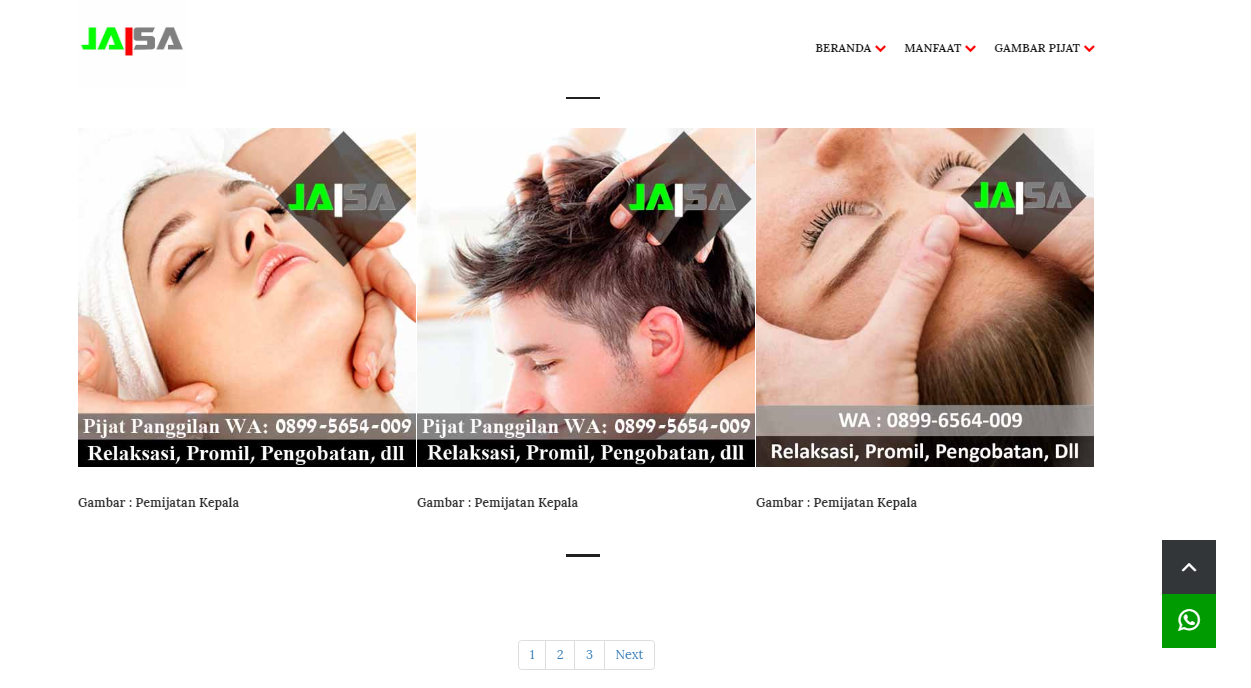 JAISA
BERANDA
MANFAAT
GAMBAR PIJAT
JAISA
Pijat Panggilan WA: 0899-5654-009
Relaksasi, Promil, Pengobatan, dll
JAISA
Pijat Panggilan WA: 0899-5654-009
Relaksasi, Promil, Pengobatan, dll
JAISA
WA : 0899-6564-009
Relaksasi, Promil, Pengobatan, Dll
Gambar : Pemijatan Kepala
Gambar : Pemijatan Kepala
Gambar : Pemijatan Kepala
1 2 3 Next